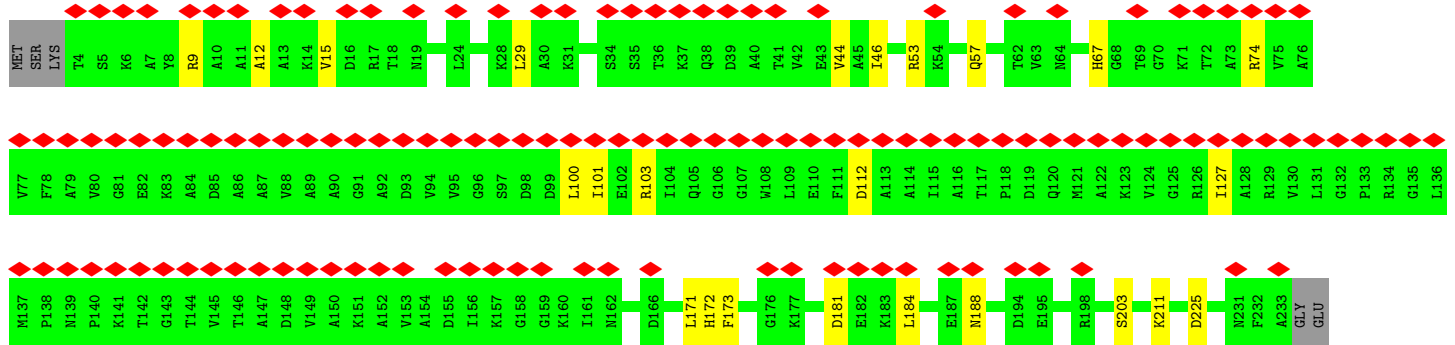 MET SER LYS T4 S5 K6 A7 Y8 R9 A10 A11 A12 A13 K14 V15 D16 R17 T18 N19 L24 K28 L29 A30 K31 S34 S35 T36 K37 Q38 D39 A40 T41 V42 E43 V44 A45 I46 R53 K54 Q57 T62 V63 N64 H67 G68 T69 G70 K71 T72 A73 R74 V75 A76
V77 F78 A79 V80 G81 E82 K83 A84 D85 A86 A87 V88 A89 A90 G91 A92 D93 V94 V95 G96 S97 D98 D99 L100 I101 E102 R103 I104 Q105 G106 G107 W108 L109 E110 F111 D112 A113 A114 I115 A116 T117 P118 D119 Q120 M121 A122 K123 V124 G125 R126 I127 A128 R129 V130 L131 G132 P133 R134 G135 L136
M137 P138 N139 P140 K141 T142 G143 T144 V145 T146 A147 D148 V149 A150 K151 A152 V153 A154 D155 I156 K157 G158 G159 K160 I161 N162 D166 L171 H172 F173 G176 K177 D181 E182 K183 L184 E187 N188 D194 E195 R198 S203 K211 D225 N231 F232 A233 GLY GLU